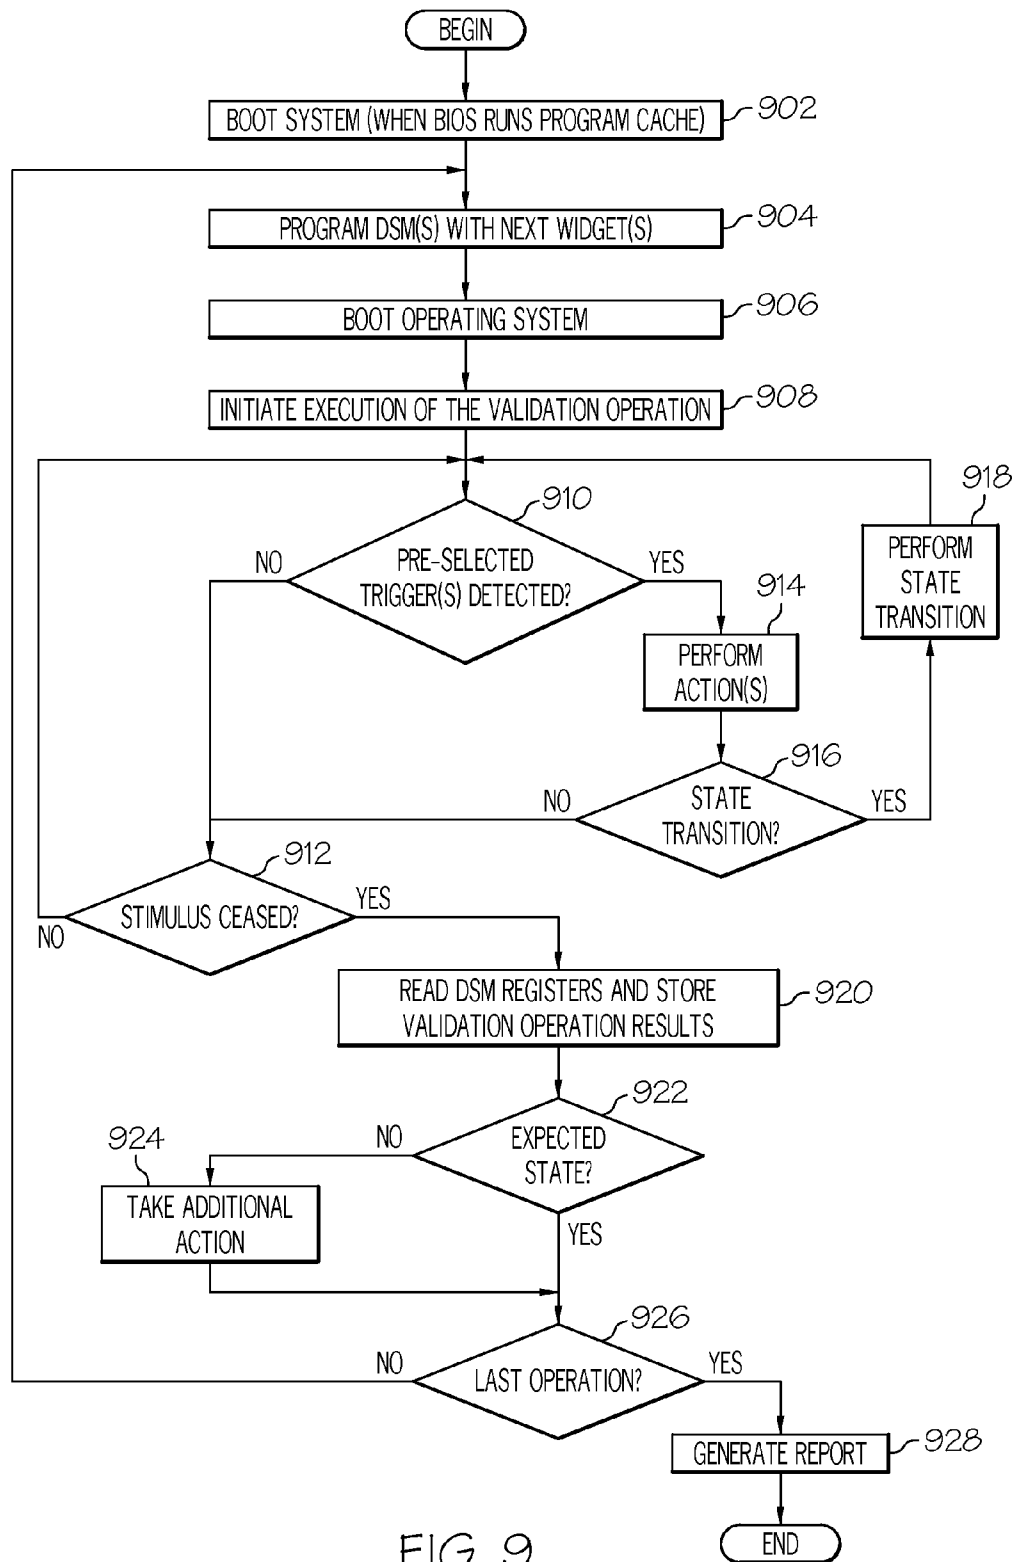 BEGIN
BOOT SYSTEM (WHEN BIOS RUNS PROGRAM CACHE)
902
PROGRAM DSM(S) WITH NEXT WIDGET(S)
904
BOOT OPERATING SYSTEM
906
INITIATE EXECUTION OF THE VALIDATION OPERATION
908
910
PRE-SELECTED
TRIGGER(S) DETECTED?
NO
YES
918
PERFORM
STATE
TRANSITION
914
PERFORM
ACTION(S)
916
STATE
TRANSITION?
NO
YES
912
STIMULUS CEASED?
NO
YES
READ DSM REGISTERS AND STORE
VALIDATION OPERATION RESULTS
920
922
EXPECTED
STATE?
NO
YES
924
TAKE ADDITIONAL
ACTION
926
LAST OPERATION?
NO
YES
GENERATE REPORT
928
END
FIG. 9